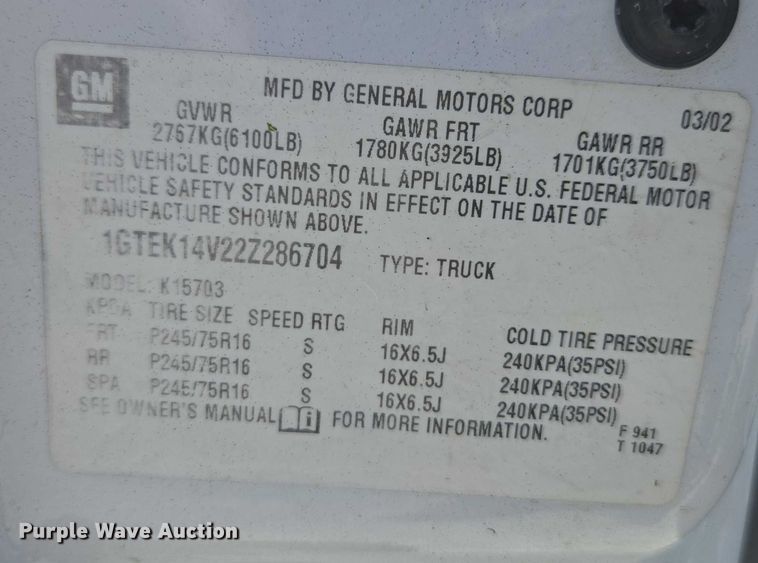 GM
MFD BY GENERAL MOTORS CORP 03/02
GVWR GAWR FRT GAWR RR
2767KG(6100LB) 1780KG(3925LB) 1701KG(3750LB)
THIS VEHICLE CONFORMS TO ALL APPLICABLE U.S. FEDERAL MOTOR
VEHICLE SAFETY STANDARDS IN EFFECT ON THE DATE OF
MANUFACTURE SHOWN ABOVE.
1GTEK14V22Z286704 TYPE: TRUCK
MODEL: K15703
TIRE SIZE SPEED RTG RIM COLD TIRE PRESSURE
FRT P245/75R16 S 16X6.5J 240KPA(35PSI)
RR P245/75R16 S 16X6.5J 240KPA(35PSI)
SPA P245/75R16 S 16X6.5J 240KPA(35PSI)
SEE OWNER'S MANUAL FOR MORE INFORMATION.
F 941
T 1047
Purple Wave Auction